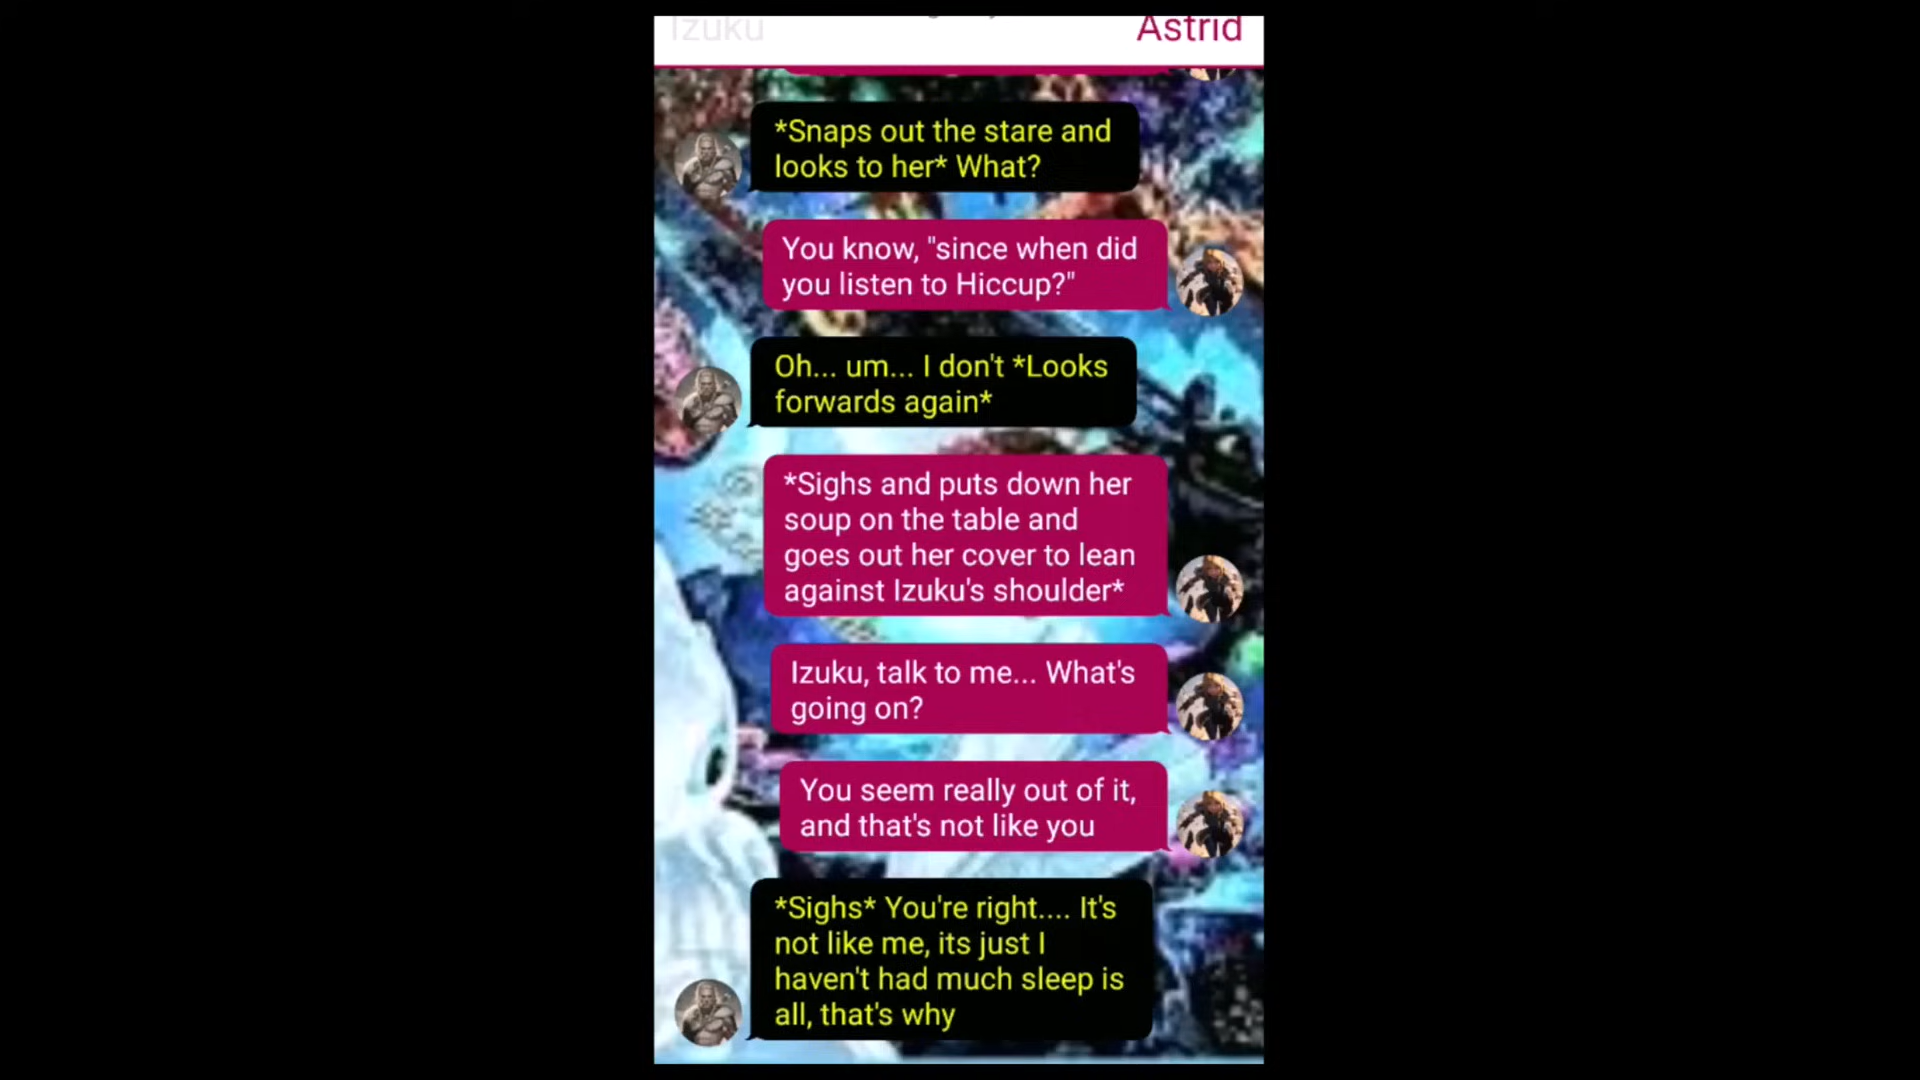 Izuku
Astrid
*Snaps out the stare and
looks to her* What?
You know, "since when did
you listen to Hiccup?"
Oh... um... I don't *Looks
forwards again*
*Sighs and puts down her
soup on the table and
goes out her cover to lean
against Izuku's shoulder*
Izuku, talk to me... What's
going on?
You seem really out of it,
and that's not like you
*Sighs* You're right.... It's
not like me, its just I
haven't had much sleep is
all, that's why